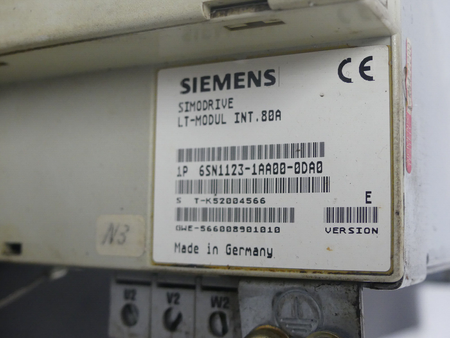 SIEMENS CE
SIMODRIVE
LT-MODUL INT.80A
1P 6SN1123-1AA00-0DA0
S T-K52004566 E
OWE-566008901010 VERSION
Made in Germany
N3
U2 V2 W2